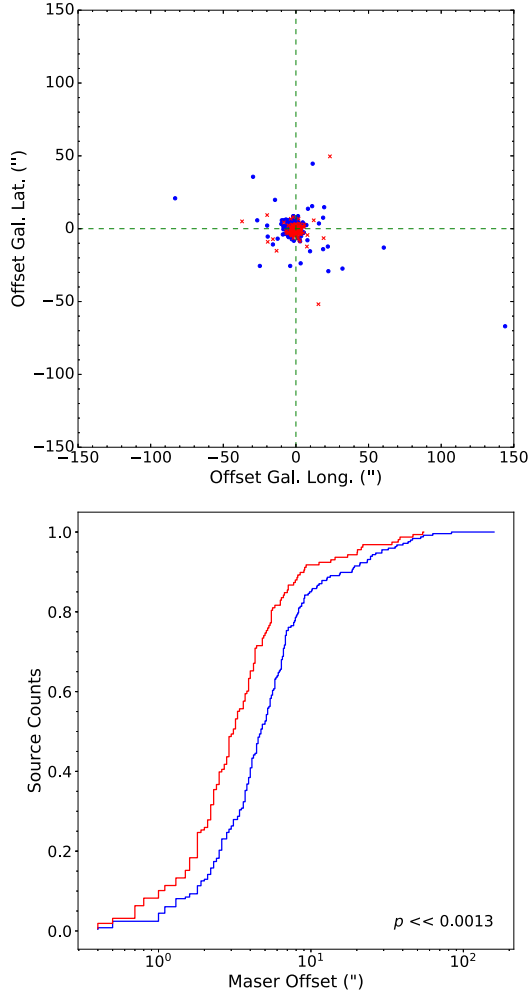 150
100
50
0
−50
−100
−150
−150 −100 −50 0 50 100 150
Offset Gal. Lat. (")
Offset Gal. Long. (")
1.0
0.8
0.6
0.4
0.2
0.0
Source Counts
p << 0.0013
10⁰ 10¹ 10²
Maser Offset (")